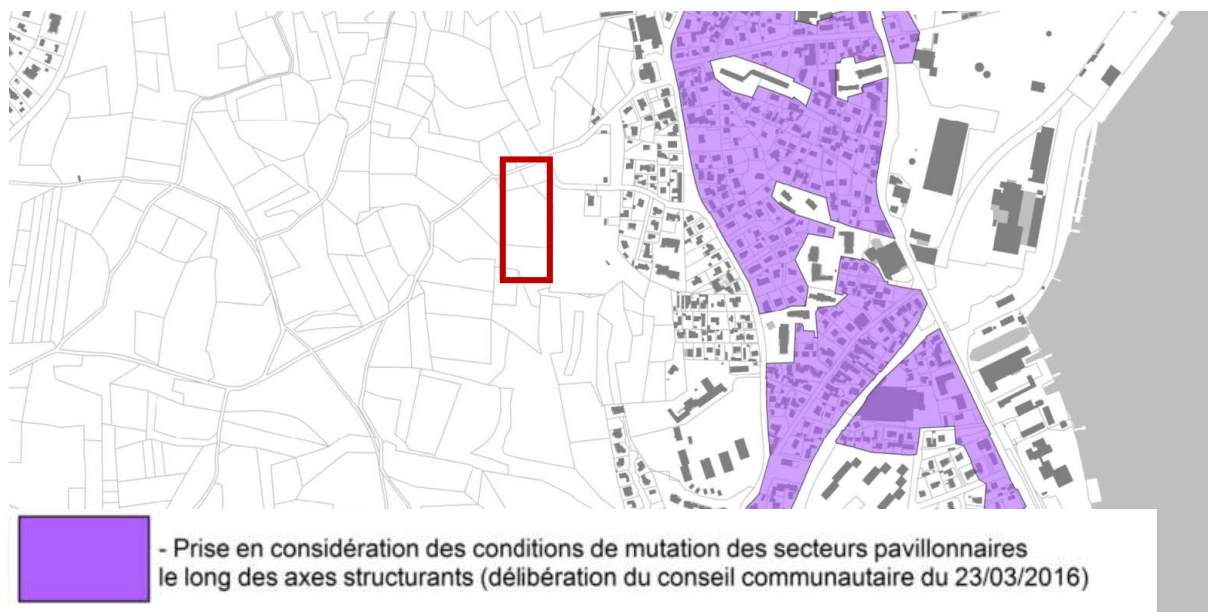 - Prise en considération des conditions de mutation des secteurs pavillonnaires
le long des axes structurants (délibération du conseil communautaire du 23/03/2016)